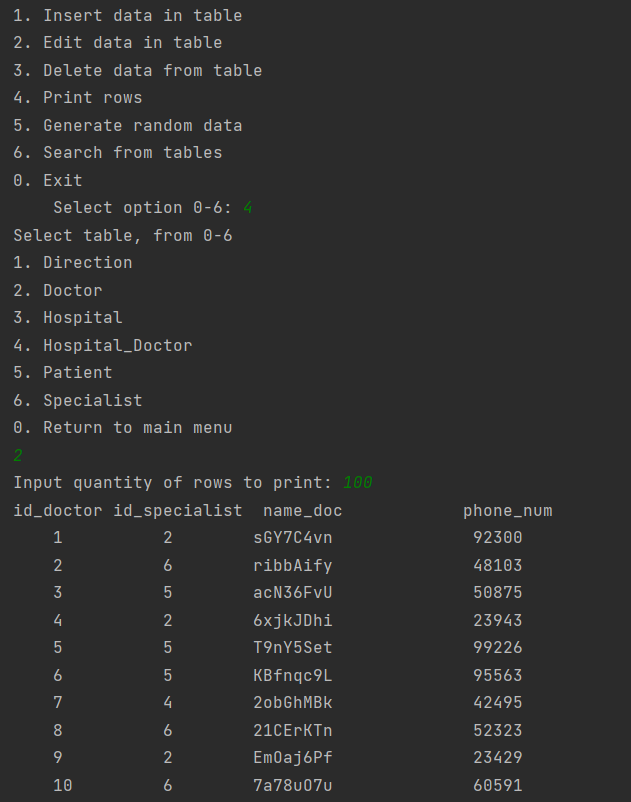 1. Insert data in table
2. Edit data in table
3. Delete data from table
4. Print rows
5. Generate random data
6. Search from tables
0. Exit
Select option 0-6: 4
Select table, from 0-6
1. Direction
2. Doctor
3. Hospital
4. Hospital_Doctor
5. Patient
6. Specialist
0. Return to main menu
2
Input quantity of rows to print: 100
id_doctor id_specialist name_doc phone_num
1 2 sGY7C4vn 92300
2 6 ribbAify 48103
3 5 acN36FvU 50875
4 2 6xjkJDhi 23943
5 5 T9nY5Set 99226
6 5 KBfnqc9L 95563
7 4 2obGhMBk 42495
8 6 21CErKTn 52323
9 2 EmOaj6Pf 23429
10 6 7a78uO7u 60591